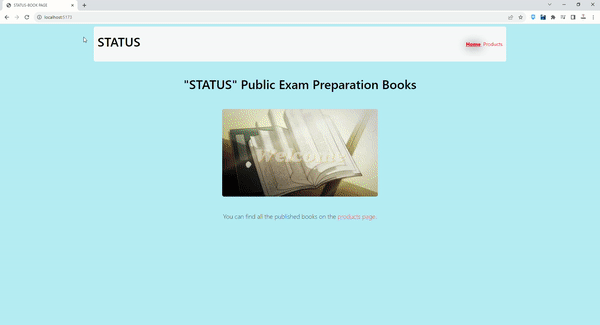 STATUS BOOK PAGE
localhost:5173
STATUS
Home Products
"STATUS" Public Exam Preparation Books
Welcome
You can find all the published books on the products page.